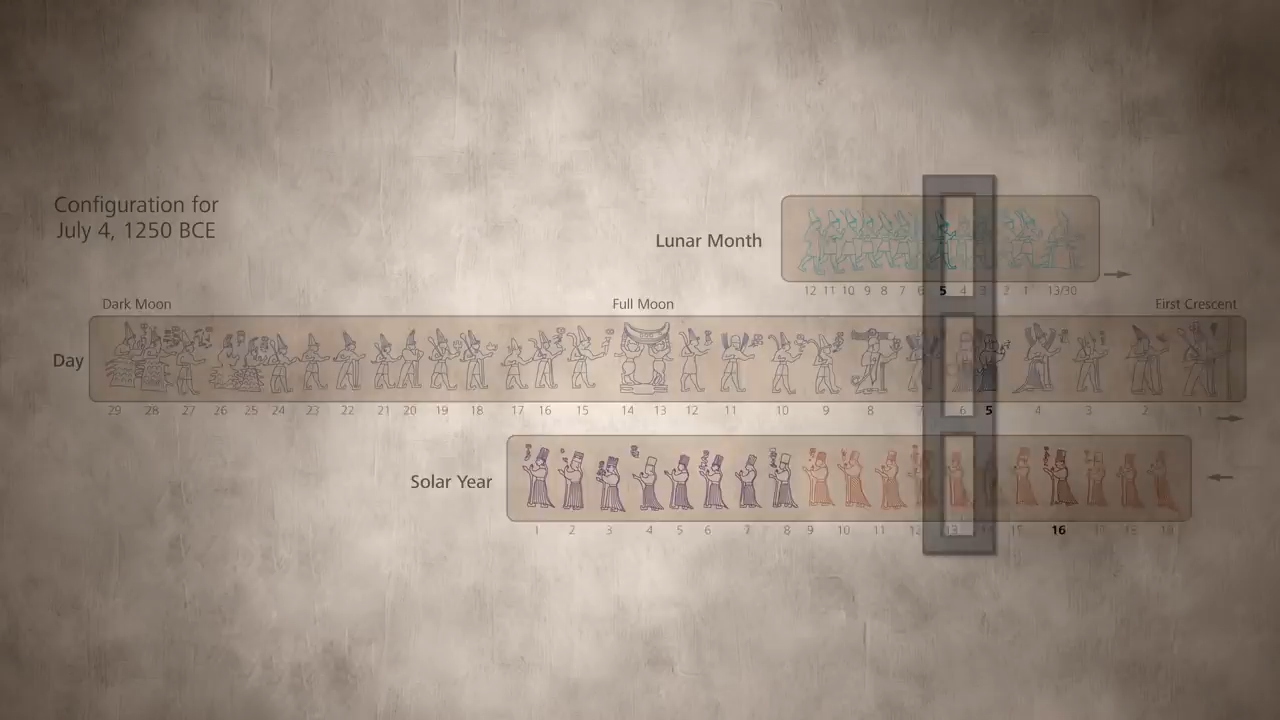 Configuration for
July 4, 1250 BCE
Lunar Month
12 11 10 9 8 7 6 5 4 3 2 1 13/30
Dark Moon Full Moon First Crescent
Day
29 28 27 26 25 24 23 22 21 20 19 18 17 16 15 14 13 12 11 10 9 8 7 6 5 4 3 2 1
Solar Year
1 2 3 4 5 6 7 8 9 10 11 12 13 14 15 16 18